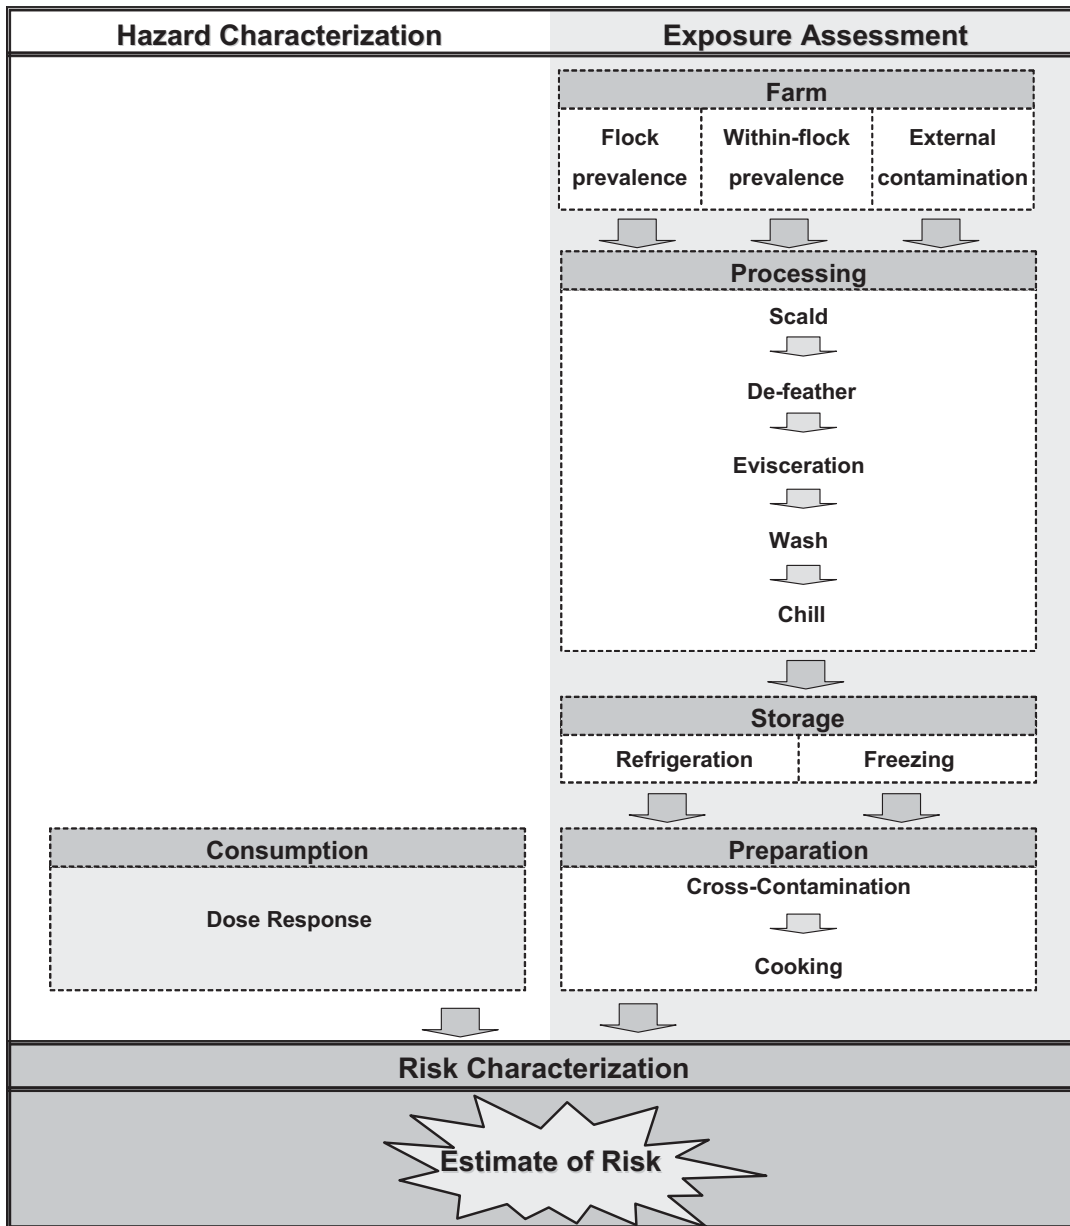 Hazard Characterization
Exposure Assessment
Farm
Flock
prevalence
Within-flock
prevalence
External
contamination
Processing
Scald
De-feather
Evisceration
Wash
Chill
Storage
Refrigeration
Freezing
Consumption
Dose Response
Preparation
Cross-Contamination
Cooking
Risk Characterization
Estimate of Risk